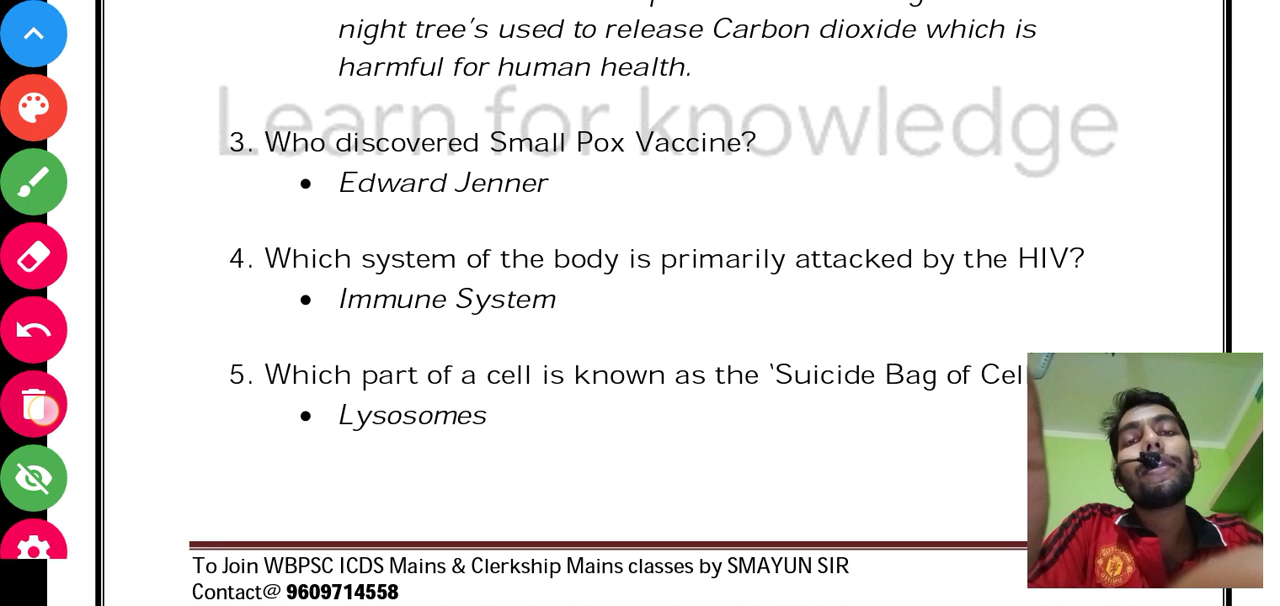 night tree's used to release Carbon dioxide which is
harmful for human health.
Learn for knowledge
3. Who discovered Small Pox Vaccine?
• Edward Jenner
4. Which system of the body is primarily attacked by the HIV?
• Immune System
5. Which part of a cell is known as the ‘Suicide Bag of Cel
• Lysosomes
To Join WBPSC ICDS Mains & Clerkship Mains classes by SMAYUN SIR
Contact@ 9609714558